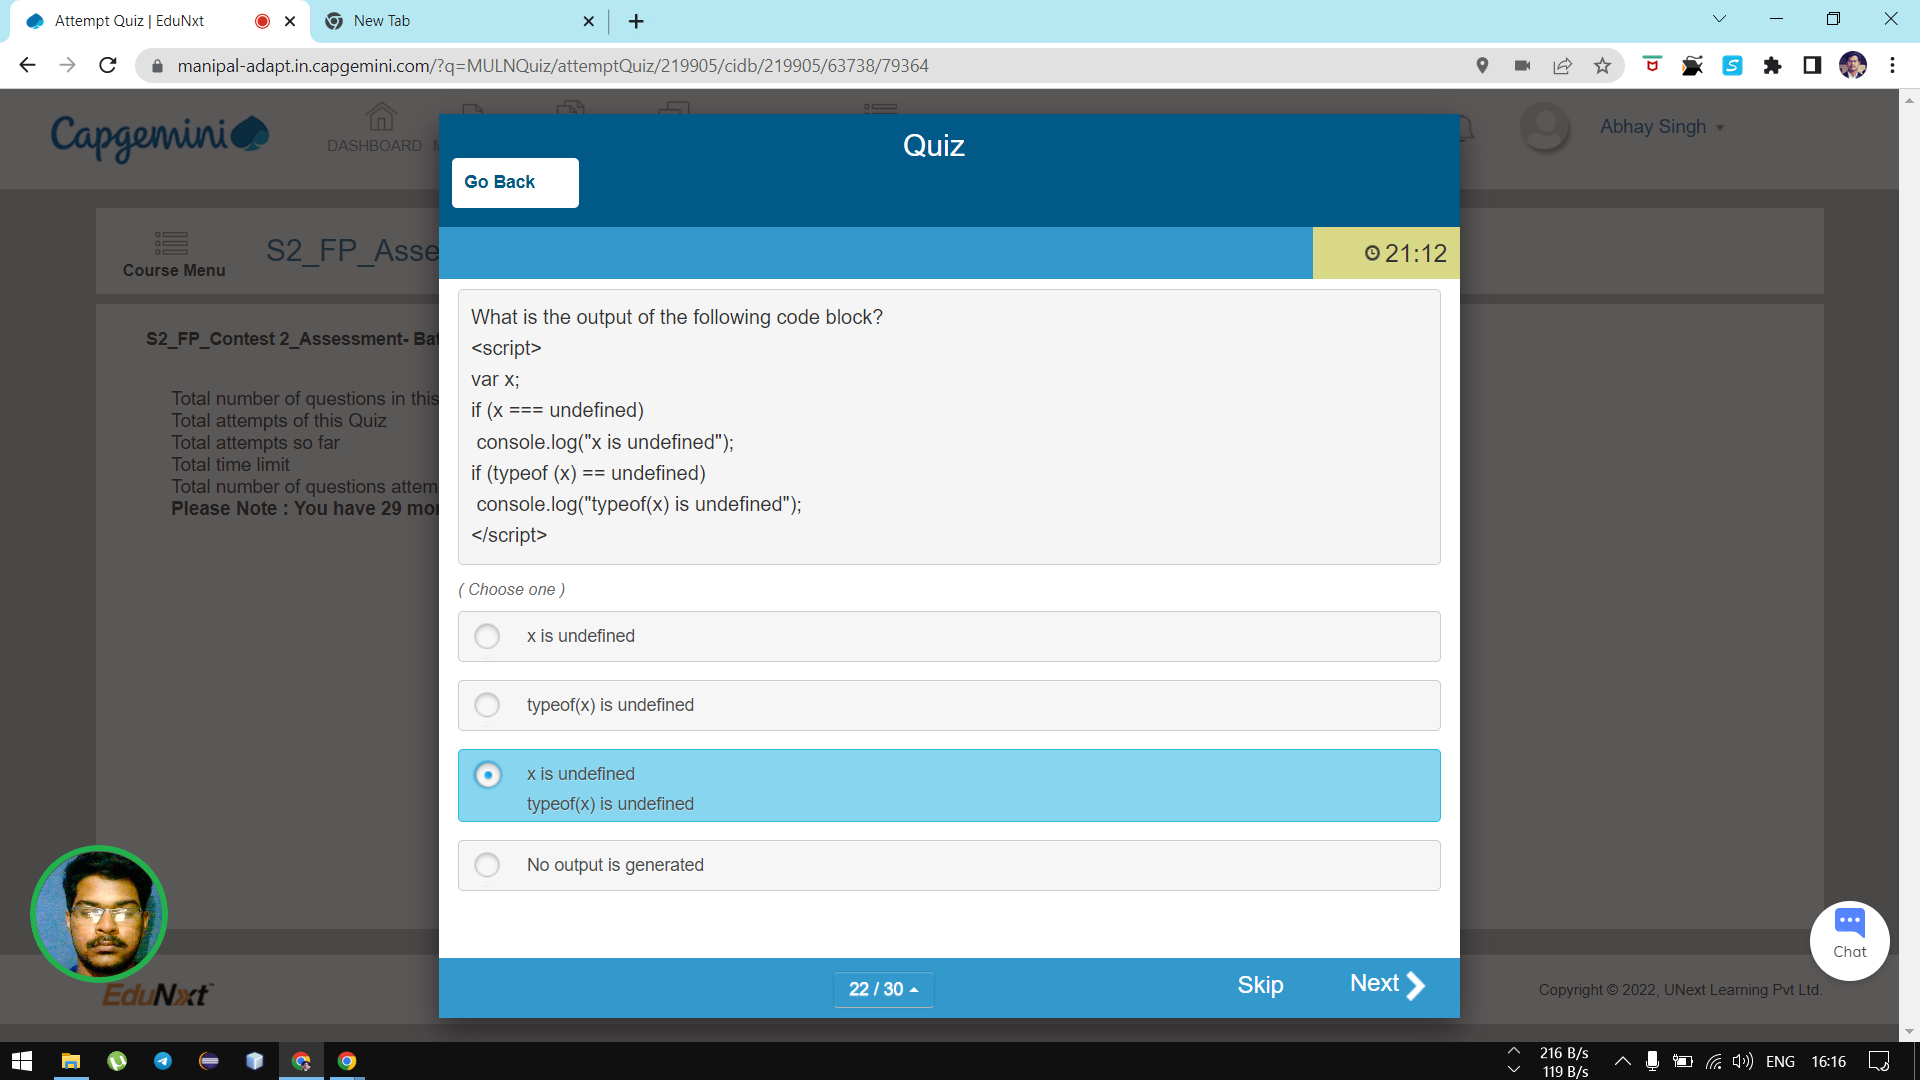 Attempt Quiz | EduNxt
New Tab
manipal-adapt.in.capgemini.com/?q=MULNQuiz/attemptQuiz/219905/cidb/219905/63738/79364
Capgemini
DASHBOARD
Abhay Singh
Quiz
Go Back
Course Menu
S2_FP_Asse
21:12
S2_FP_Contest 2_Assessment- Bat
Total number of questions in this
Total attempts of this Quiz
Total attempts so far
Total time limit
Total number of questions attem
Please Note : You have 29 mor
What is the output of the following code block?
<script>
var x;
if (x === undefined)
console.log("x is undefined");
if (typeof (x) == undefined)
console.log("typeof(x) is undefined");
</script>
( Choose one )
x is undefined
typeof(x) is undefined
x is undefined
typeof(x) is undefined
No output is generated
Chat
EduNxt
22 / 30
Skip
Next
Copyright © 2022, UNext Learning Pvt Ltd.
216 B/s
119 B/s
ENG
16:16